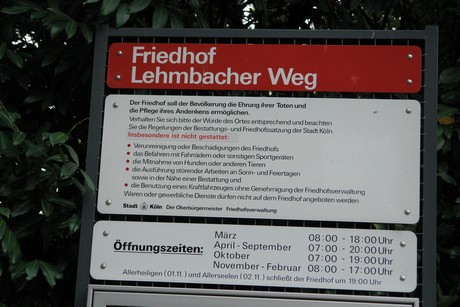 Friedhof
Lehmbacher Weg
Der Friedhof soll der Bevölkerung die Ehrung ihrer Toten und
die Pflege ihres Andenkens ermöglichen.
Verhalten Sie sich bitte der Würde des Ortes entsprechend und beachten
Sie die Regelungen der Bestattungs- und Friedhofssatzung der Stadt Köln.
Insbesondere ist nicht gestattet:
• Verunreinigung oder Beschädigungen des Friedhofs
• das Befahren mit Fahrrädern oder sonstigen Sportgeräten
• die Mitnahme von Hunden oder anderen Tieren
• die Ausführung störender Arbeiten an Sonn- und Feiertagen
sowie in der Nähe einer Bestattung und
• die Benutzung eines Kraftfahrzeuges ohne Genehmigung der Friedhofsverwaltung
Waren oder gewerbliche Dienste dürfen nicht auf dem Friedhof angeboten werden
Stadt Köln Der Oberbürgermeister Friedhofsverwaltung
Öffnungszeiten:
März 08:00 - 18:00 Uhr
April - September 07:00 - 20:00 Uhr
Oktober 07:00 - 19:00 Uhr
November - Februar 08:00 - 17:00 Uhr
Allerheiligen (01.11.) und Allerseelen (02.11.) schließt der Friedhof um 19:00 Uhr